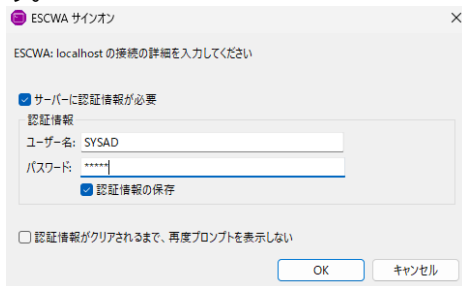 ESCWA サインオン
ESCWA: localhost の接続の詳細を入力してください
サーバーに認証情報が必要
認証情報
ユーザー名: SYSAD
パスワード: *****
認証情報の保存
認証情報がクリアされるまで、再度プロンプトを表示しない
OK キャンセル